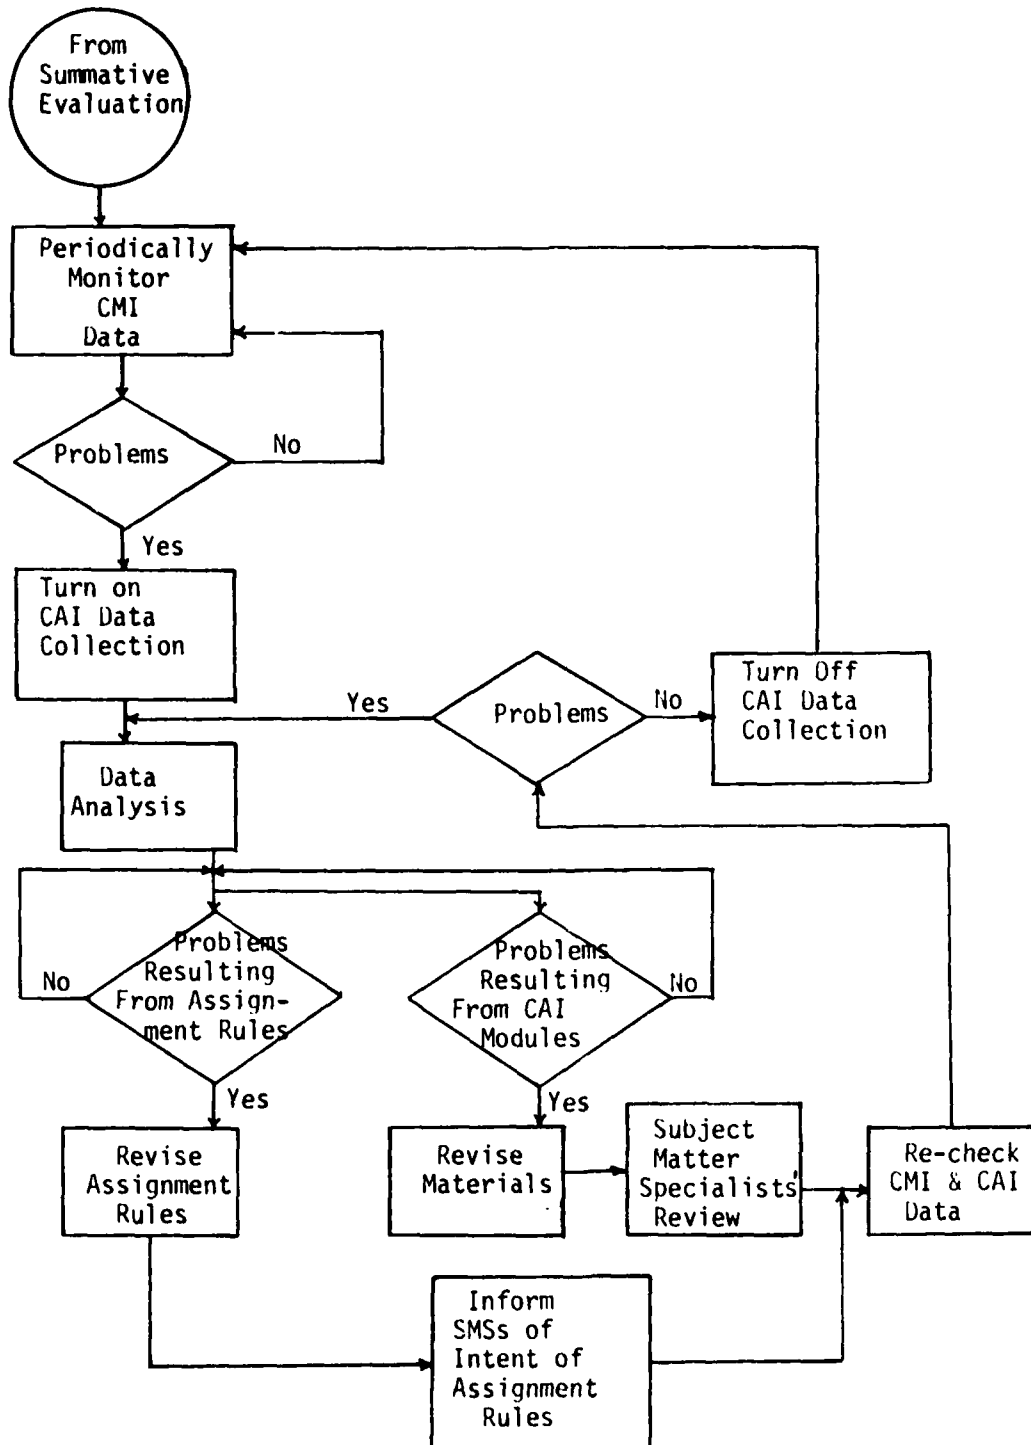 From
Summative
Evaluation
Periodically
Monitor
CMI
Data
Problems
No
Yes
Turn on
CAI Data
Collection
Yes
Problems
No
Turn Off
CAI Data
Collection
Data
Analysis
Problems
Resulting
From Assign-
ment Rules
No
Yes
Problems
Resulting
From CAI
Modules
No
Yes
Revise
Assignment
Rules
Revise
Materials
Subject
Matter
Specialists'
Review
Re-check
CMI & CAI
Data
Inform
SMSs of
Intent of
Assignment
Rules